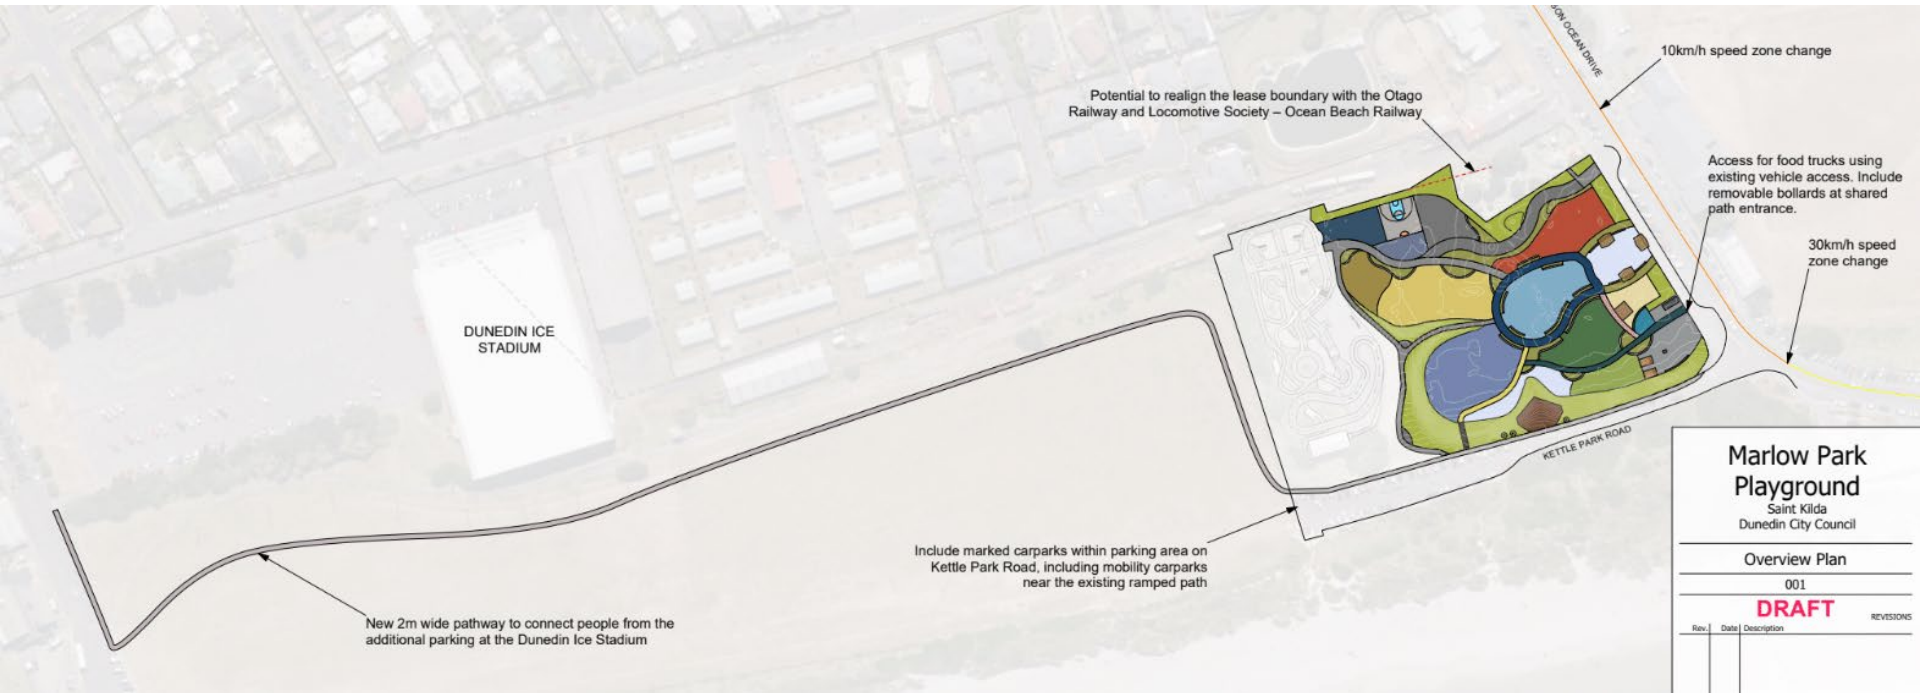 ON OCEAN DRIVE
10km/h speed zone change
Potential to realign the lease boundary with the Otago
Railway and Locomotive Society – Ocean Beach Railway
Access for food trucks using
existing vehicle access. Include
removable bollards at shared
path entrance.
30km/h speed
zone change
DUNEDIN ICE
STADIUM
KETTLE PARK ROAD
Include marked carparks within parking area on
Kettle Park Road, including mobility carparks
near the existing ramped path
New 2m wide pathway to connect people from the
additional parking at the Dunedin Ice Stadium
Marlow Park
Playground
Saint Kilda
Dunedin City Council
Overview Plan
001
DRAFT
REVISIONS
Rev. Date Description